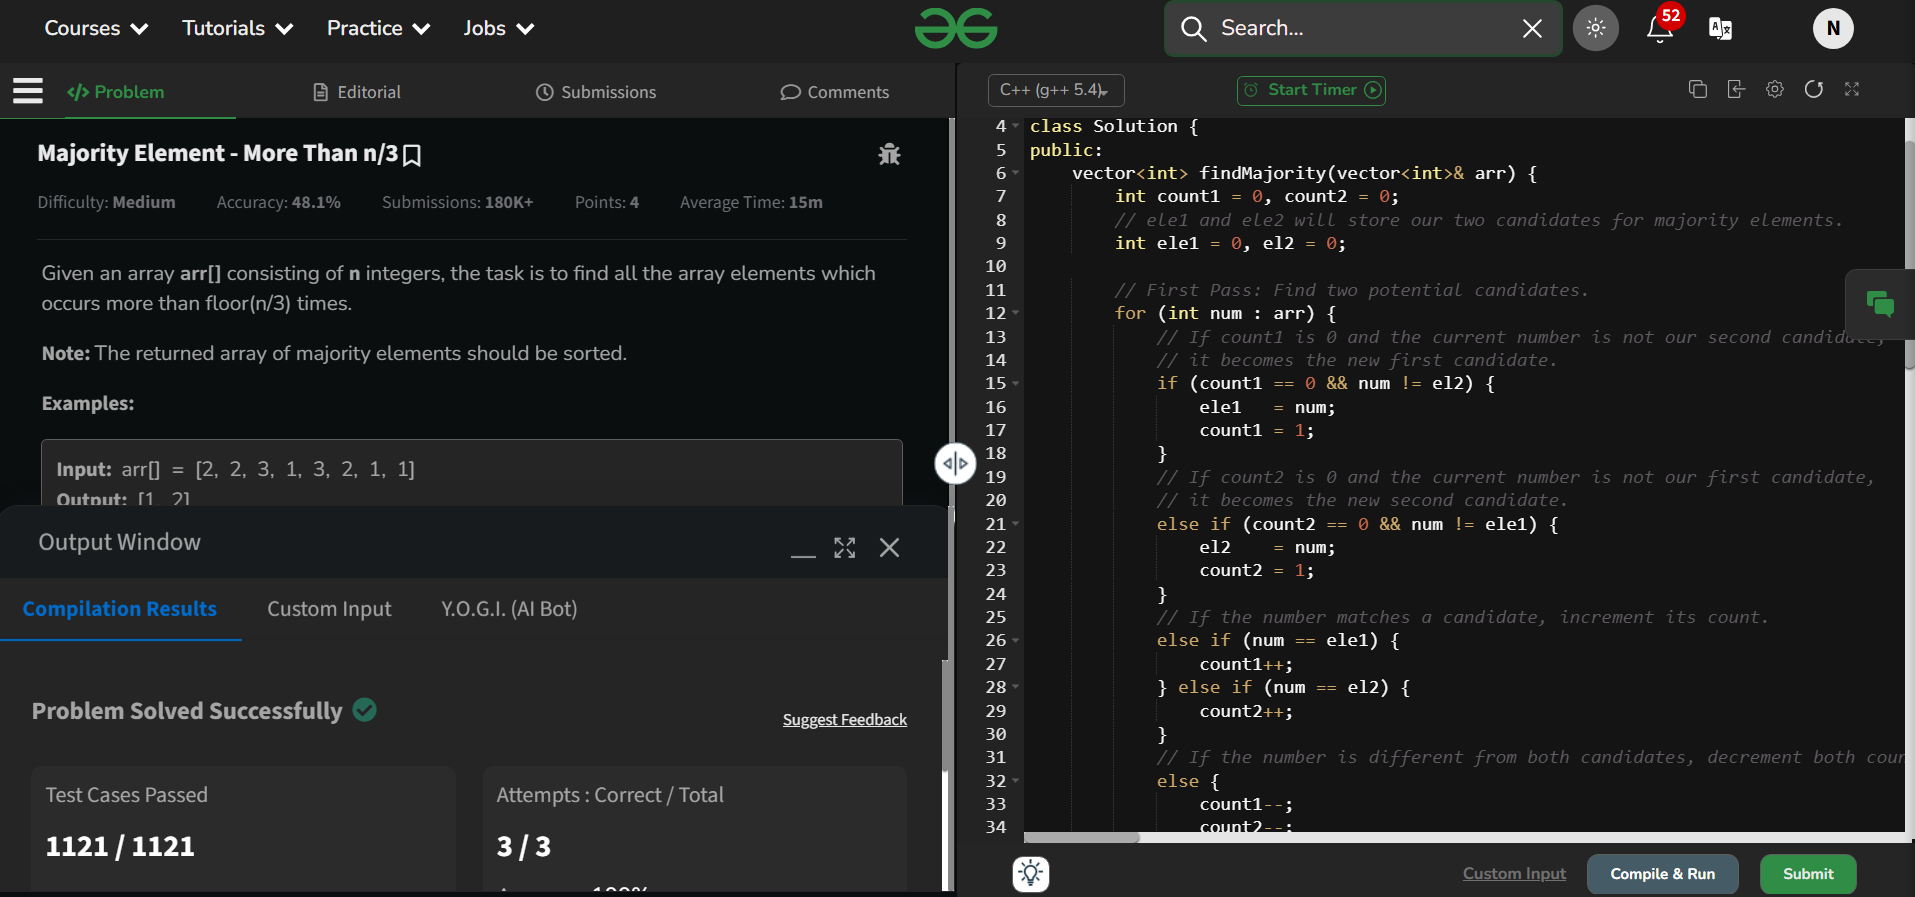 Courses Tutorials Practice Jobs Search... 52 N
Problem Editorial Submissions Comments
C++ (g++ 5.4) Start Timer
Majority Element - More Than n/3
Difficulty: Medium Accuracy: 48.1% Submissions: 180K+ Points: 4 Average Time: 15m
Given an array arr[] consisting of n integers, the task is to find all the array elements which
occurs more than floor(n/3) times.
Note: The returned array of majority elements should be sorted.
Examples:
Input: arr[] = [2, 2, 3, 1, 3, 2, 1, 1]
Output: [1, 2]
Output Window
Compilation Results Custom Input Y.O.G.I. (AI Bot)
Problem Solved Successfully
Suggest Feedback
Test Cases Passed
1121 / 1121
Attempts : Correct / Total
3 / 3
4 class Solution {
5 public:
6 vector<int> findMajority(vector<int>& arr) {
7 int count1 = 0, count2 = 0;
8 // ele1 and ele2 will store our two candidates for majority elements.
9 int ele1 = 0, el2 = 0;
10
11 // First Pass: Find two potential candidates.
12 for (int num : arr) {
13 // If count1 is 0 and the current number is not our second candidate,
14 // it becomes the new first candidate.
15 if (count1 == 0 && num != el2) {
16 ele1 = num;
17 count1 = 1;
18 }
19 // If count2 is 0 and the current number is not our first candidate,
20 // it becomes the new second candidate.
21 else if (count2 == 0 && num != ele1) {
22 el2 = num;
23 count2 = 1;
24 }
25 // If the number matches a candidate, increment its count.
26 else if (num == ele1) {
27 count1++;
28 } else if (num == el2) {
29 count2++;
30 }
31 // If the number is different from both candidates, decrement both cour
32 else {
33 count1--;
34 count2--;
Custom Input Compile & Run Submit